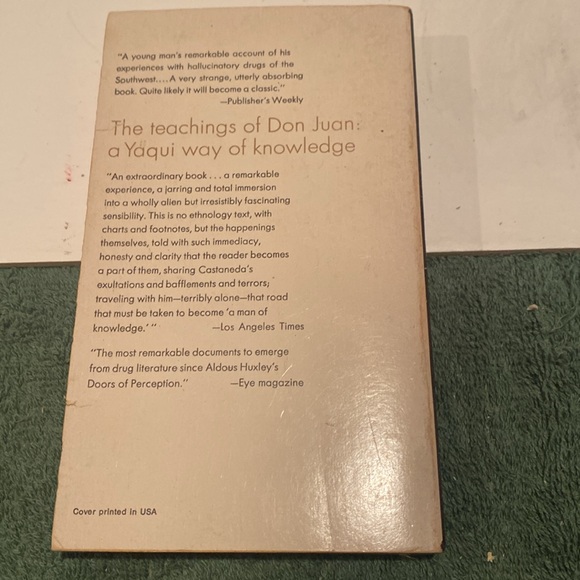 "A young man's remarkable account of his
experiences with hallucinatory drugs of the
Southwest....A very strange, utterly absorbing
book. Quite likely it will become a classic."
—Publisher's Weekly
The teachings of Don Juan:
a Yaqui way of knowledge
"An extraordinary book...a remarkable
experience, a jarring and total immersion
into a wholly alien but irresistibly fascinating
sensibility. This is no ethnology text, with
charts and footnotes, but the happenings
themselves, told with such immediacy,
honesty and clarity that the reader becomes
a part of them, sharing Castaneda's
exultations and bafflements and terrors;
traveling with him—terribly alone—that road
that must be taken to become 'a man of
knowledge.'" —Los Angeles Times
"The most remarkable documents to emerge
from drug literature since Aldous Huxley's
Doors of Perception." —Eye magazine
Cover printed in USA